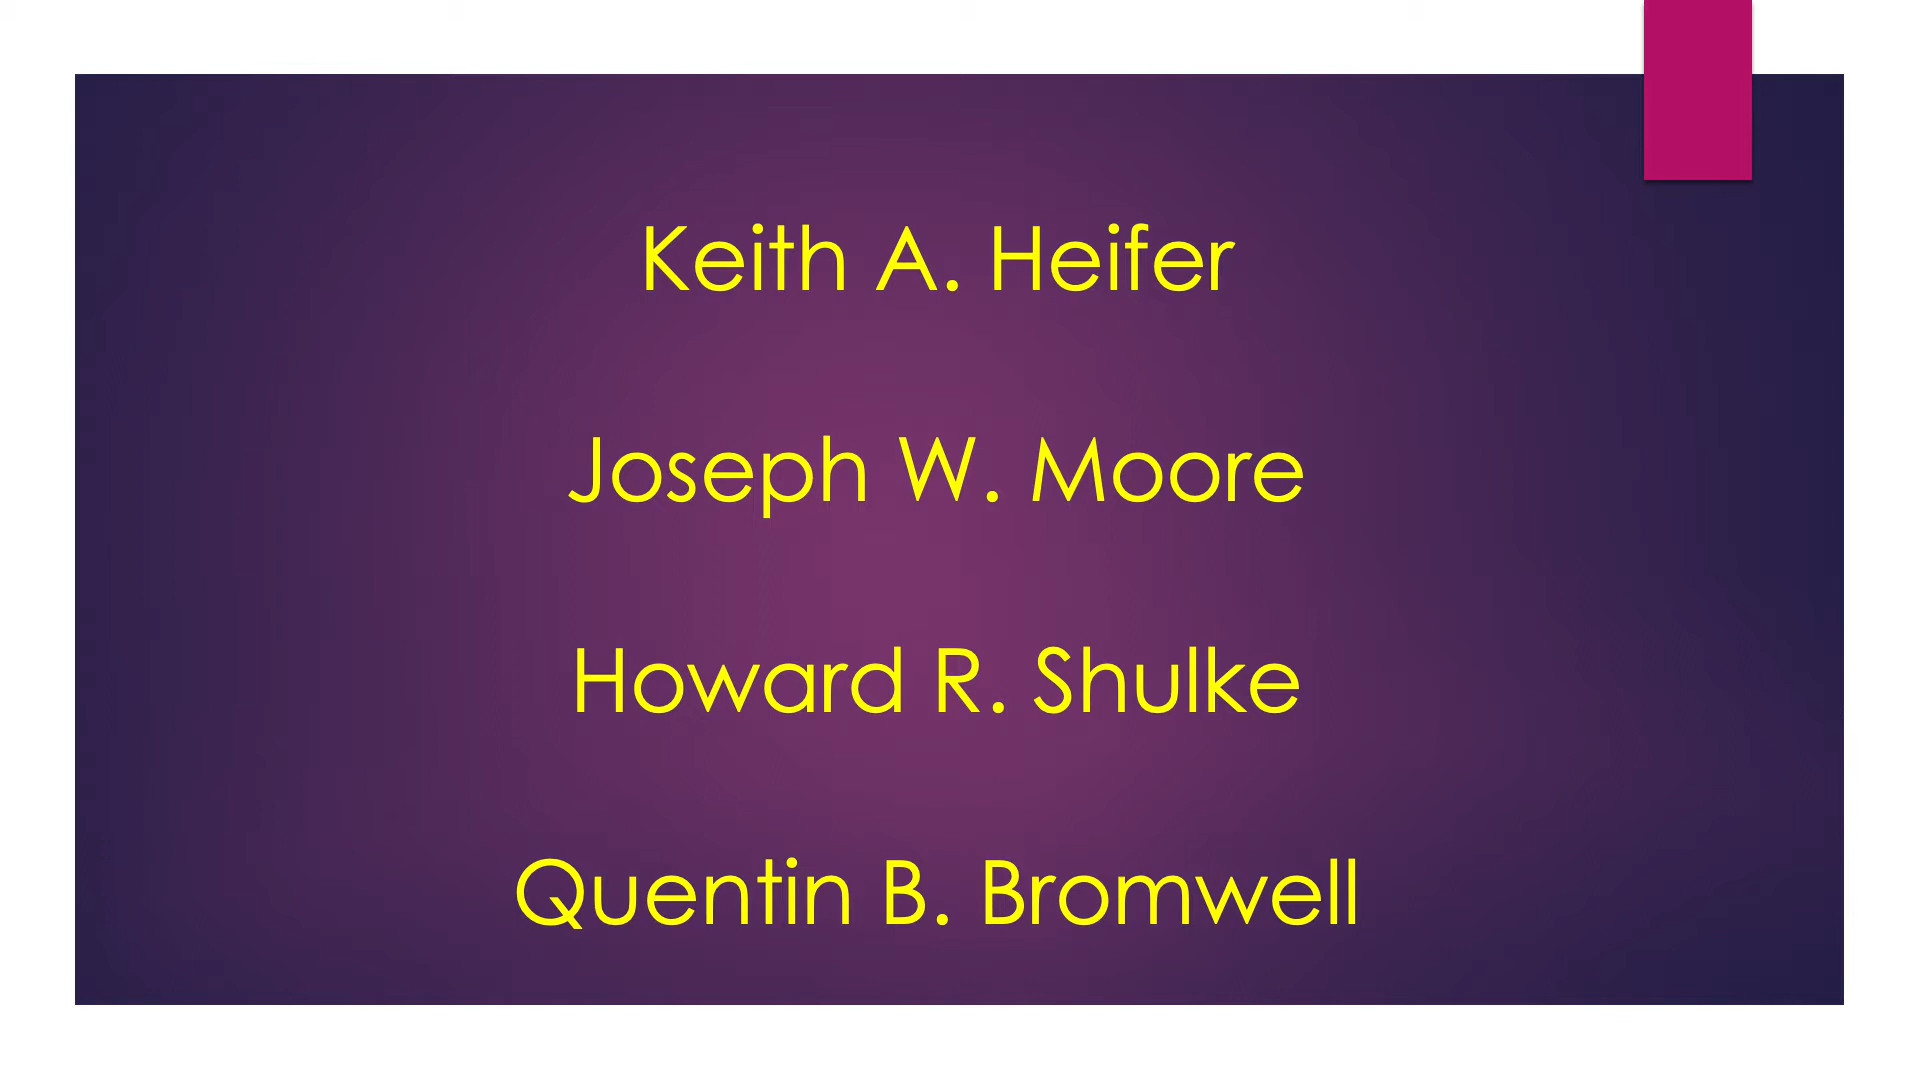 Keith A. Heifer
Joseph W. Moore
Howard R. Shulke
Quentin B. Bromwell